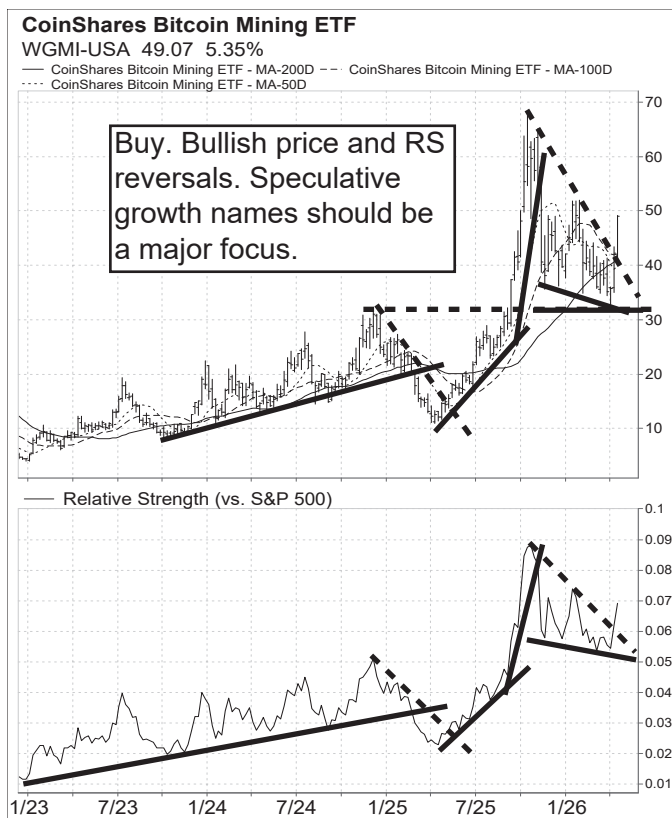 CoinShares Bitcoin Mining ETF
WGMI-USA 49.07 5.35%
CoinShares Bitcoin Mining ETF - MA-200D CoinShares Bitcoin Mining ETF - MA-100D
CoinShares Bitcoin Mining ETF - MA-50D
70
Buy. Bullish price and RS
reversals. Speculative
growth names should be
a major focus.
60
50
40
30
20
10
Relative Strength (vs. S&P 500)
0.1
0.09
0.08
0.07
0.06
0.05
0.04
0.03
0.02
0.01
1/23 7/23 1/24 7/24 1/25 7/25 1/26